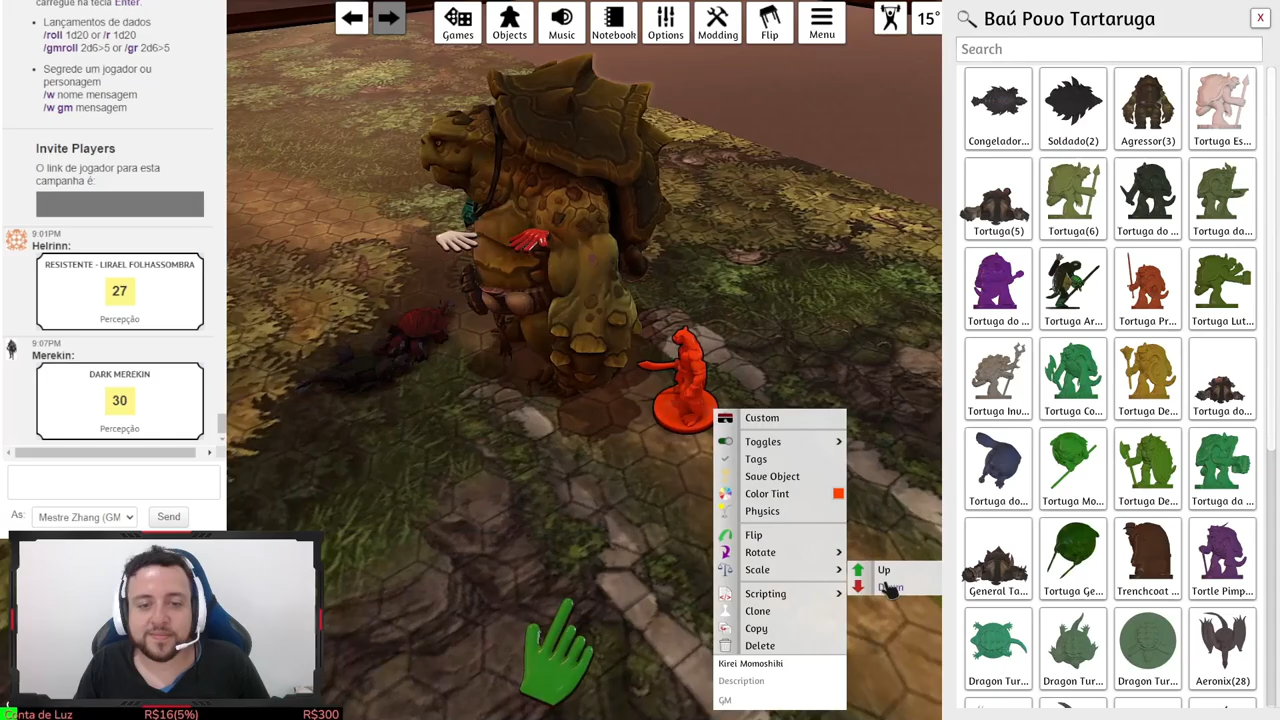 carregue na tecla Enter.
Lançamentos de dados
/roll 1d20 or /r 1d20
/gmroll 2d6>5 or /gr 2d6>5
Segrede um jogador ou
personagem
/w nome mensagem
/w gm mensagem
Invite Players
O link de jogador para esta
campanha é:
9:01PM
Helrinn:
RESISTENTE - LIRAEL FOLHASSOMBRA
27
Percepção
9:07PM
Merekin:
DARK MEREKIN
30
Percepção
As:
Mestre Zhang (GM
Send
Conta de Luz
R$16(5%)
R$300
Games
Objects
Music
Notebook
Options
Modding
Flip
Menu
15°
Custom
Toggles
Tags
Save Object
Color Tint
Physics
Flip
Rotate
Scale
Up
Down
Scripting
Clone
Copy
Delete
Kirei Momoshiki
Description
GM
Baú Povo Tartaruga
X
Search
Congelador...
Soldado(2)
Agressor(3)
Tortuga Es...
Tortuga(5)
Tortuga(6)
Tortuga do ...
Tortuga da...
Tortuga do ...
Tortuga Ar...
Tortuga Pr...
Tortuga Lut...
Tortuga Inv...
Tortuga Co...
Tortuga De...
Tortuga do...
Tortuga do...
Tortuga Mo...
Tortuga De...
Tortuga da ...
General Ta...
Tortuga Ge...
Trenchcoat ...
Tortle Pimp...
Dragon Tur...
Dragon Tur...
Dragon Tur...
Aeronix(28)